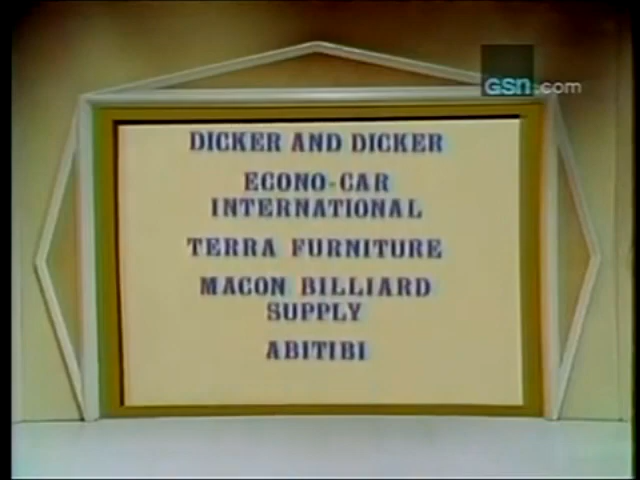 GSN.com
DICKER AND DICKER
ECONO-CAR
INTERNATIONAL
TERRA FURNITURE
MACON BILLIARD
SUPPLY
ABITIBI